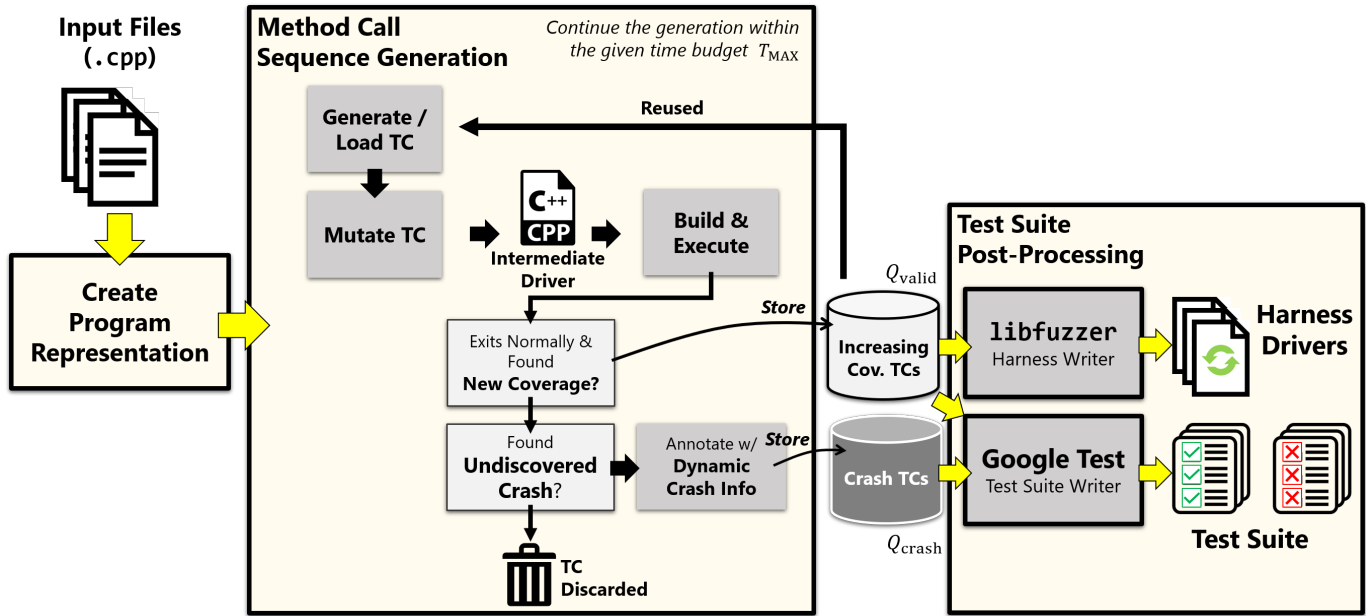 Input Files
(.cpp)
Create
Program
Representation
Method Call
Sequence Generation
Continue the generation within
the given time budget T_MAX
Generate /
Load TC
Reused
Mutate TC
C++
CPP
Intermediate
Driver
Build &
Execute
Exits Normally &
Found
New Coverage?
Store
Found
Undiscovered
Crash?
Annotate w/
Dynamic
Crash Info
Store
TC
Discarded
Q_valid
Increasing
Cov. TCs
Crash TCs
Q_crash
Test Suite
Post-Processing
libfuzzer
Harness Writer
Harness
Drivers
Google Test
Test Suite Writer
Test Suite